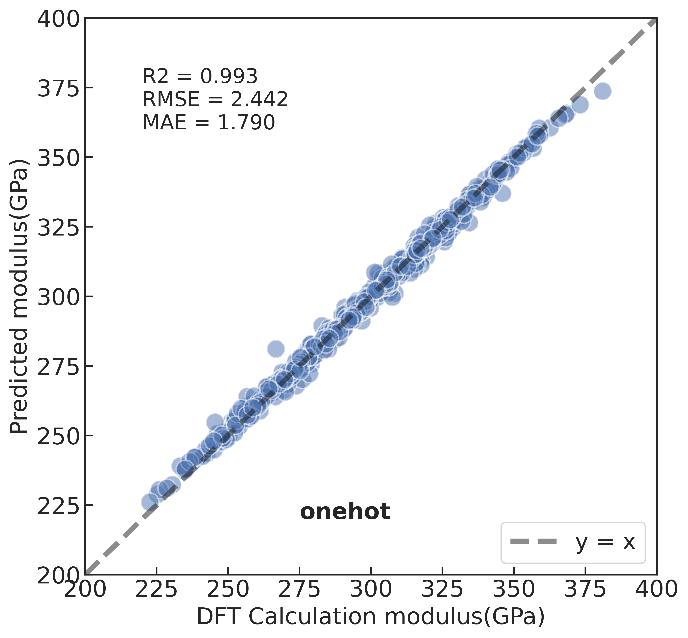 400
375
350
325
300
275
250
225
200
Predicted modulus(GPa)
R2 = 0.993
RMSE = 2.442
MAE = 1.790
onehot
y = x
200 225 250 275 300 325 350 375 400
DFT Calculation modulus(GPa)